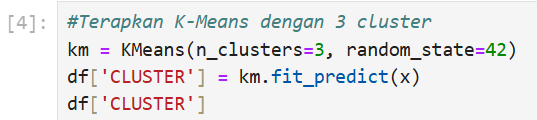 [4]: #Terapkan K-Means dengan 3 cluster
km = KMeans(n_clusters=3, random_state=42)
df['CLUSTER'] = km.fit_predict(x)
df['CLUSTER']